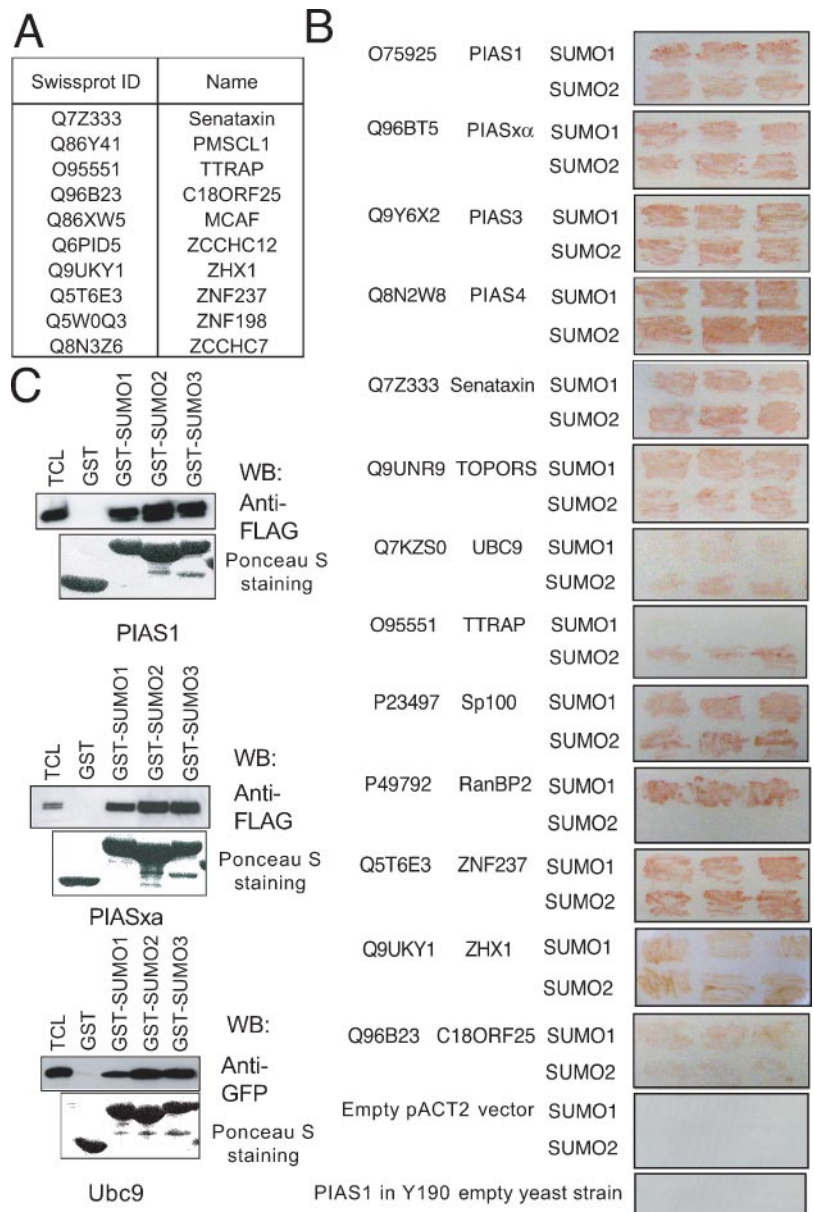 A
Swissprot ID Name
Q7Z333 Senataxin
Q86Y41 PMSCL1
O95551 TTRAP
Q96B23 C18ORF25
Q86XW5 MCAF
Q6PID5 ZCCHC12
Q9UKY1 ZHX1
Q5T6E3 ZNF237
Q5W0Q3 ZNF198
Q8N3Z6 ZCCHC7
B
O75925 PIAS1 SUMO1
SUMO2
Q96BT5 PIASxα SUMO1
SUMO2
Q9Y6X2 PIAS3 SUMO1
SUMO2
Q8N2W8 PIAS4 SUMO1
SUMO2
Q7Z333 Senataxin SUMO1
SUMO2
Q9UNR9 TOPORS SUMO1
SUMO2
Q7KZS0 UBC9 SUMO1
SUMO2
O95551 TTRAP SUMO1
SUMO2
P23497 Sp100 SUMO1
SUMO2
P49792 RanBP2 SUMO1
SUMO2
Q5T6E3 ZNF237 SUMO1
SUMO2
Q9UKY1 ZHX1 SUMO1
SUMO2
Q96B23 C18ORF25 SUMO1
SUMO2
Empty pACT2 vector SUMO1
SUMO2
PIAS1 in Y190 empty yeast strain
C
TCL
GST
GST-SUMO1
GST-SUMO2
GST-SUMO3
WB:
Anti-
FLAG
Ponceau S
staining
PIAS1
TCL
GST
GST-SUMO1
GST-SUMO2
GST-SUMO3
WB:
Anti-
FLAG
Ponceau S
staining
PIASxa
TCL
GST
GST-SUMO1
GST-SUMO2
GST-SUMO3
WB:
Anti-
GFP
Ponceau S
staining
Ubc9